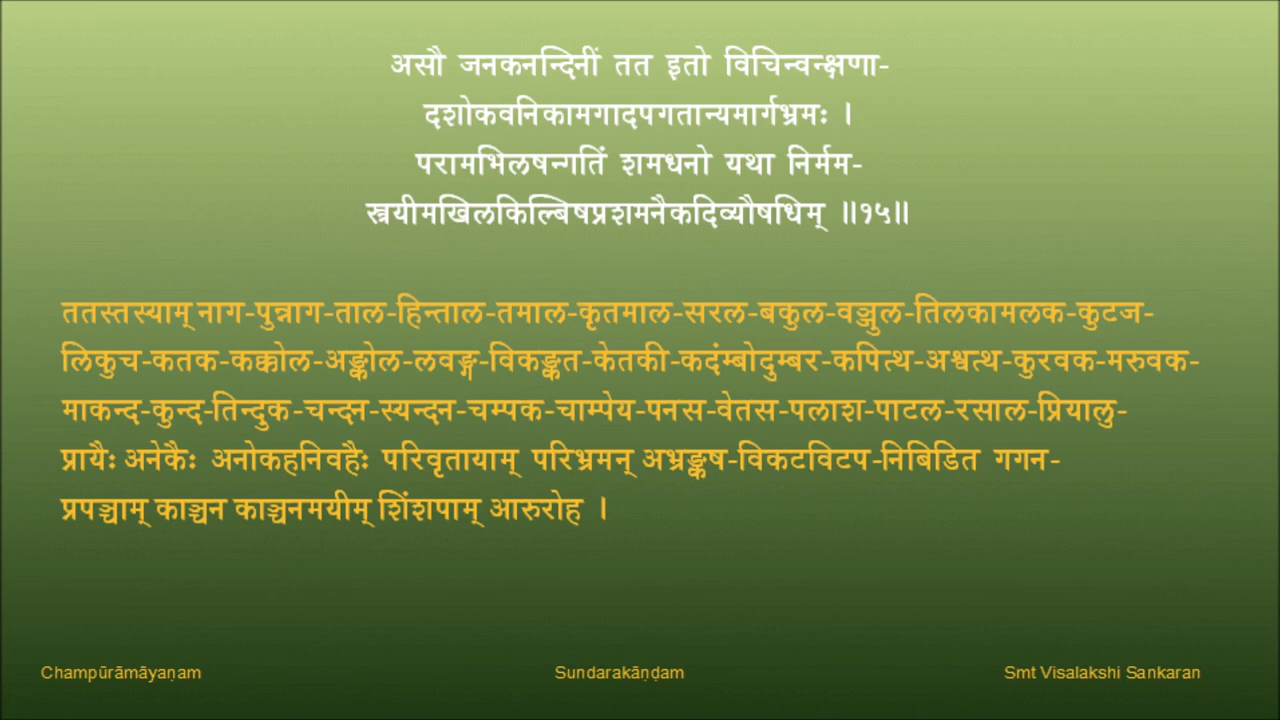 असौ जनकनन्दिनीं तत इतो विचिन्वन्क्षणा-
दशोकवनिकामगादपगतान्यमार्गभ्रमः ।
परामभिलषन्गतिं शमधनो यथा निर्मम-
स्त्रयीमखिलकिल्बिषप्रशमनैकदिव्यौषधिम् ॥१५॥
ततस्तस्याम् नाग-पुन्नाग-ताल-हिन्ताल-तमाल-कृतमाल-सरल-बकुल-वञ्जुल-तिलकामलक-कुटज-
लिकुच-कतक-कक्कोल-अङ्कोल-लवङ्ग-विकङ्कत-केतकी-कदंम्बोदुम्बर-कपित्थ-अश्वत्थ-कुरवक-मरुवक-
माकन्द-कुन्द-तिन्दुक-चन्दन-स्यन्दन-चम्पक-चाम्पेय-पनस-वेतस-पलाश-पाटल-रसाल-प्रियालु-
प्रायैः अनेकैः अनोकहनिवहैः परिवृतायाम् परिभ्रमन् अभ्रङ्कष-विकटविटप-निबिडित गगन-
प्रपञ्चाम् काञ्चन काञ्चनमयीम् शिंशपाम् आरुरोह ।
Champūrāmāyaṇam Sundarakāṇḍam Smt Visalakshi Sankaran